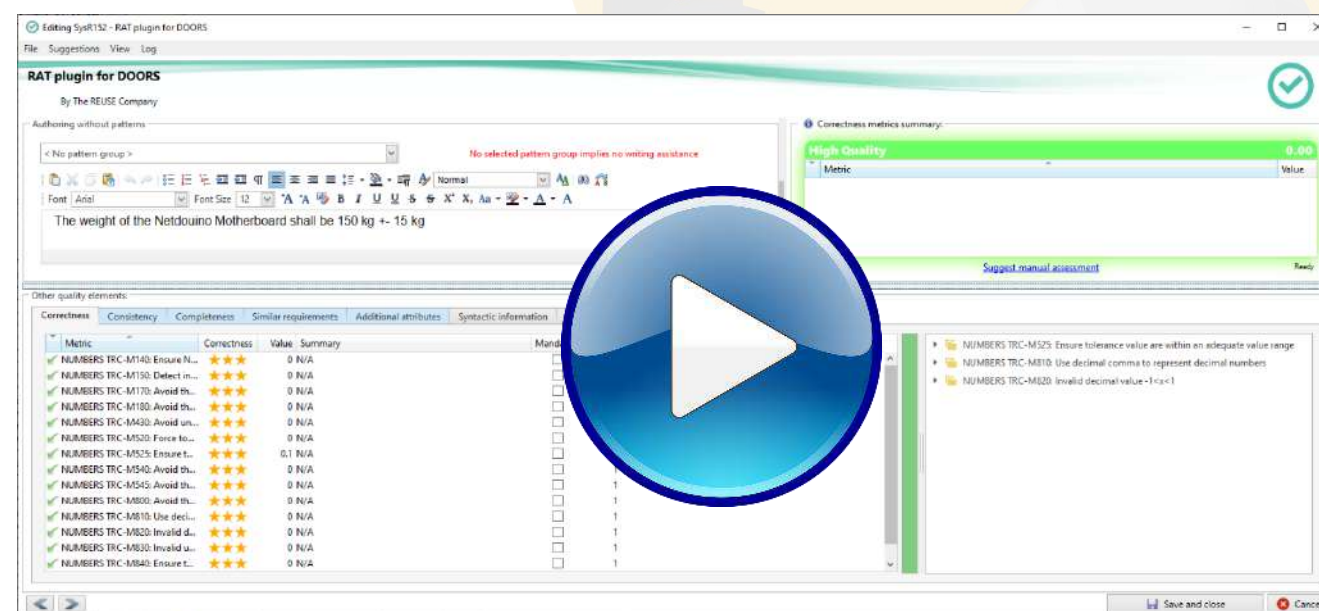 Editing SysR152 - RAT plugin for DOORS
File Suggestions View Log
RAT plugin for DOORS
By The REUSE Company
Authoring without patterns
Correctness metrics summary:
< No pattern group >
No selected pattern group implies no writing assistance
High Quality 0.00
Metric Value
Normal
Font Arial Font Size 12
The weight of the Netdouino Motherboard shall be 150 kg +- 15 kg
Suggest manual assessment Ready
Other quality elements:
Correctness Consistency Completeness Similar requirements Additional attributes Syntactic information
Metric Correctness Value Summary
NUMBERS TRC-M140: Ensure N... 0 N/A
NUMBERS TRC-M150: Detect in... 0 N/A
NUMBERS TRC-M170: Avoid th... 0 N/A
NUMBERS TRC-M180: Avoid th... 0 N/A
NUMBERS TRC-M430: Avoid un... 0 N/A
NUMBERS TRC-M520: Force to... 0 N/A
NUMBERS TRC-M525: Ensure t... 0,1 N/A
NUMBERS TRC-M540: Avoid th... 0 N/A 1
NUMBERS TRC-M545: Avoid th... 0 N/A 1
NUMBERS TRC-M800: Avoid th... 0 N/A 1
NUMBERS TRC-M810: Use deci... 0 N/A 1
NUMBERS TRC-M820: Invalid d... 0 N/A 1
NUMBERS TRC-M830: Invalid u... 0 N/A 1
NUMBERS TRC-M840: Ensure t... 0 N/A 1
NUMBERS TRC-M525: Ensure tolerance value are within an adequate value range
NUMBERS TRC-M810: Use decimal comma to represent decimal numbers
NUMBERS TRC-M820: Invalid decimal value -1<x<1
Save and close